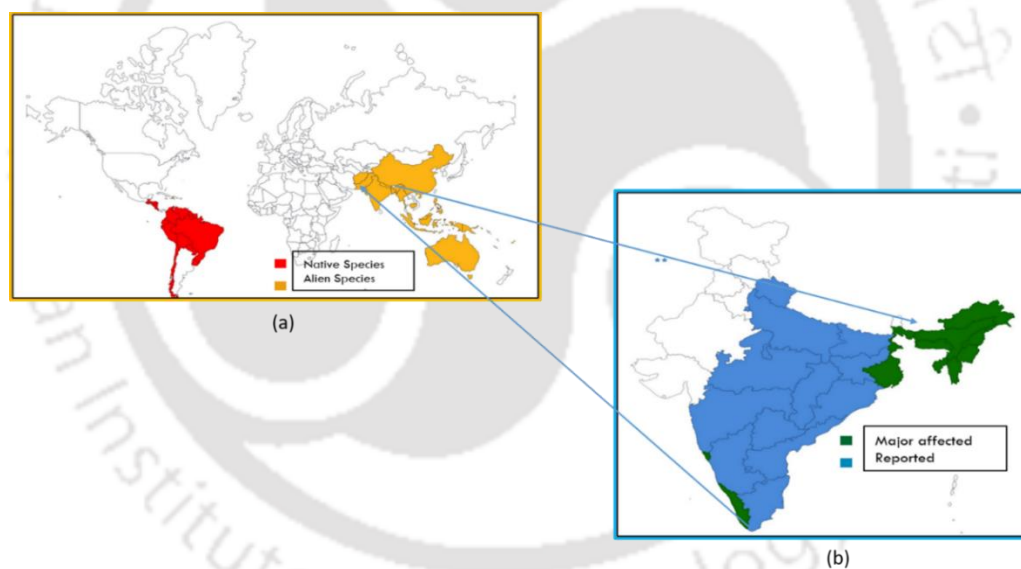 Native Species
Alien Species
(a)
Major affected
Reported
(b)